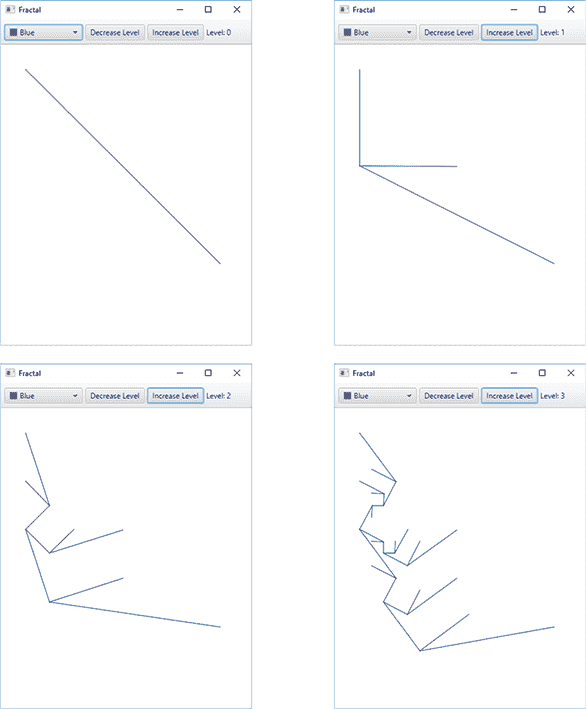 Fractal
Blue Decrease Level Increase Level Level: 0
Fractal
Blue Decrease Level Increase Level Level: 1
Fractal
Blue Decrease Level Increase Level Level: 2
Fractal
Blue Decrease Level Increase Level Level: 3